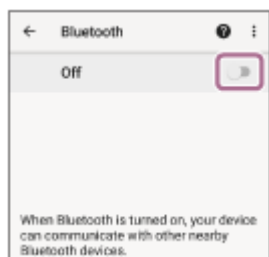 Bluetooth
Off
When Bluetooth is turned on, your device
can communicate with other nearby
Bluetooth devices.